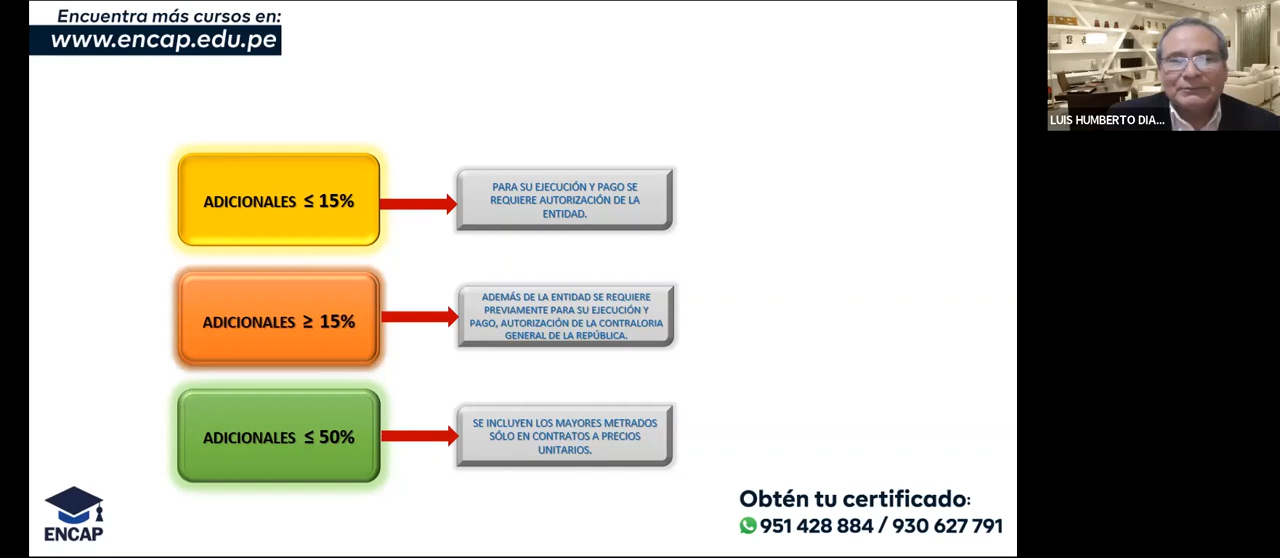 Encuentra más cursos en:
www.encap.edu.pe
LUIS HUMBERTO DIA...
ADICIONALES ≤ 15%
PARA SU EJECUCIÓN Y PAGO SE
REQUIERE AUTORIZACIÓN DE LA
ENTIDAD.
ADICIONALES ≥ 15%
ADEMÁS DE LA ENTIDAD SE REQUIERE
PREVIAMENTE PARA SU EJECUCIÓN Y
PAGO, AUTORIZACIÓN DE LA CONTRALORIA
GENERAL DE LA REPÚBLICA.
ADICIONALES ≤ 50%
SE INCLUYEN LOS MAYORES METRADOS
SÓLO EN CONTRATOS A PRECIOS
UNITARIOS.
ENCAP
Obtén tu certificado:
951 428 884 / 930 627 791